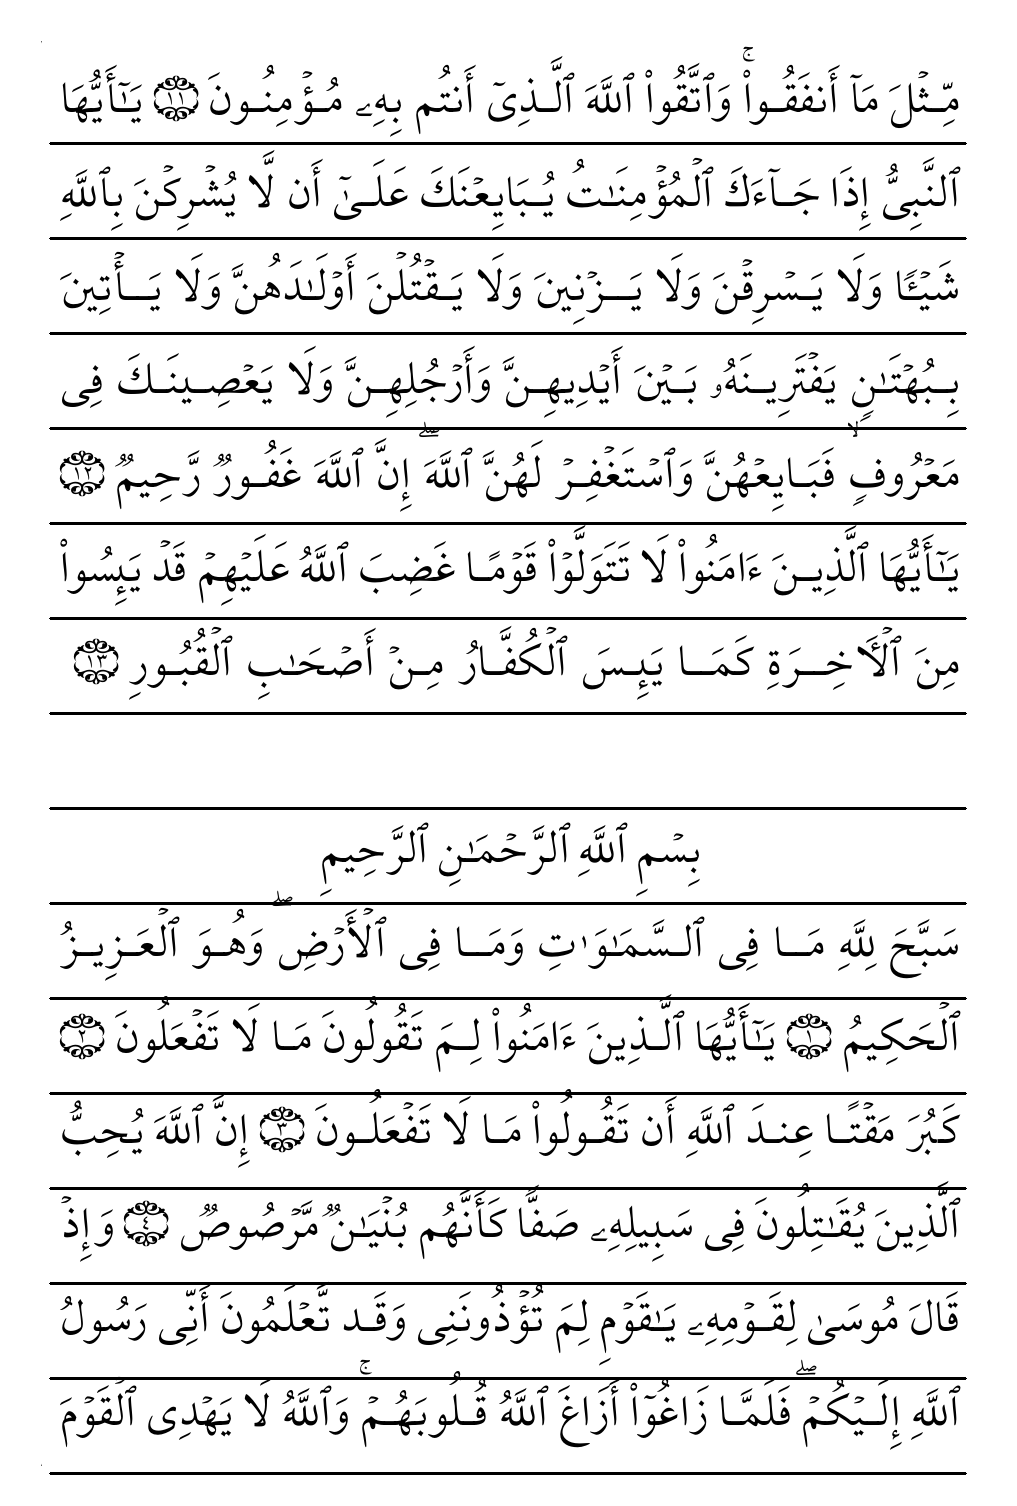 مِّثْلَ مَآ أَنفَقُوا۟ ۚ وَٱتَّقُوا۟ ٱللَّهَ ٱلَّذِىٓ أَنتُم بِهِۦ مُؤْمِنُونَ ١١ يَـٰٓأَيُّهَا
ٱلنَّبِىُّ إِذَا جَآءَكَ ٱلْمُؤْمِنَـٰتُ يُبَايِعْنَكَ عَلَىٰٓ أَن لَّا يُشْرِكْنَ بِٱللَّهِ
شَيْـًٔا وَلَا يَسْرِقْنَ وَلَا يَزْنِينَ وَلَا يَقْتُلْنَ أَوْلَـٰدَهُنَّ وَلَا يَأْتِينَ
بِبُهْتَـٰنٍ يَفْتَرِينَهُۥ بَيْنَ أَيْدِيهِنَّ وَأَرْجُلِهِنَّ وَلَا يَعْصِينَكَ فِى
مَعْرُوفٍ ۙ فَبَايِعْهُنَّ وَٱسْتَغْفِرْ لَهُنَّ ٱللَّهَ ۖ إِنَّ ٱللَّهَ غَفُورٌ رَّحِيمٌ ١٢
يَـٰٓأَيُّهَا ٱلَّذِينَ ءَامَنُوا۟ لَا تَتَوَلَّوْا۟ قَوْمًا غَضِبَ ٱللَّهُ عَلَيْهِمْ قَدْ يَئِسُوا۟
مِنَ ٱلْـَٔاخِرَةِ كَمَا يَئِسَ ٱلْكُفَّارُ مِنْ أَصْحَـٰبِ ٱلْقُبُورِ ١٣
بِسْمِ ٱللَّهِ ٱلرَّحْمَـٰنِ ٱلرَّحِيمِ
سَبَّحَ لِلَّهِ مَا فِى ٱلسَّمَـٰوَٰتِ وَمَا فِى ٱلْأَرْضِ ۖ وَهُوَ ٱلْعَزِيزُ
ٱلْحَكِيمُ ١ يَـٰٓأَيُّهَا ٱلَّذِينَ ءَامَنُوا۟ لِمَ تَقُولُونَ مَا لَا تَفْعَلُونَ ٢
كَبُرَ مَقْتًا عِندَ ٱللَّهِ أَن تَقُولُوا۟ مَا لَا تَفْعَلُونَ ٣ إِنَّ ٱللَّهَ يُحِبُّ
ٱلَّذِينَ يُقَـٰتِلُونَ فِى سَبِيلِهِۦ صَفًّا كَأَنَّهُم بُنْيَـٰنٌ مَّرْصُوصٌ ٤ وَإِذْ
قَالَ مُوسَىٰ لِقَوْمِهِۦ يَـٰقَوْمِ لِمَ تُؤْذُونَنِى وَقَد تَّعْلَمُونَ أَنِّى رَسُولُ
ٱللَّهِ إِلَيْكُمْ ۖ فَلَمَّا زَاغُوٓا۟ أَزَاغَ ٱللَّهُ قُلُوبَهُمْ ۚ وَٱللَّهُ لَا يَهْدِى ٱلْقَوْمَ